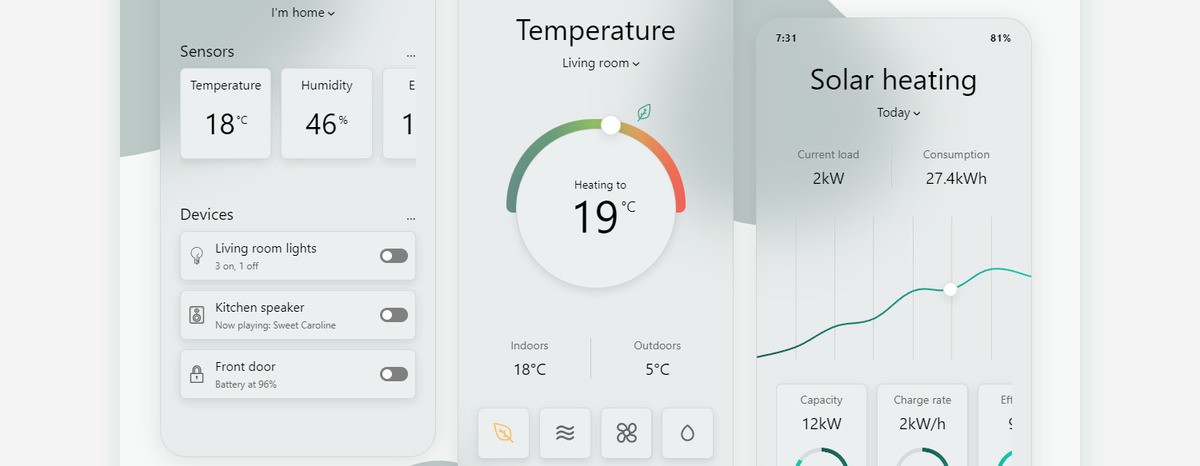 I'm home
Sensors
...
Temperature
18°C
Humidity
46%
E
1
Devices
...
Living room lights
3 on, 1 off
Kitchen speaker
Now playing: Sweet Caroline
Front door
Battery at 96%
Temperature
Living room
Heating to
19°C
Indoors
18°C
Outdoors
5°C
7:31
81%
Solar heating
Today
Current load
2kW
Consumption
27.4kWh
Capacity
12kW
Charge rate
2kW/h
Eff